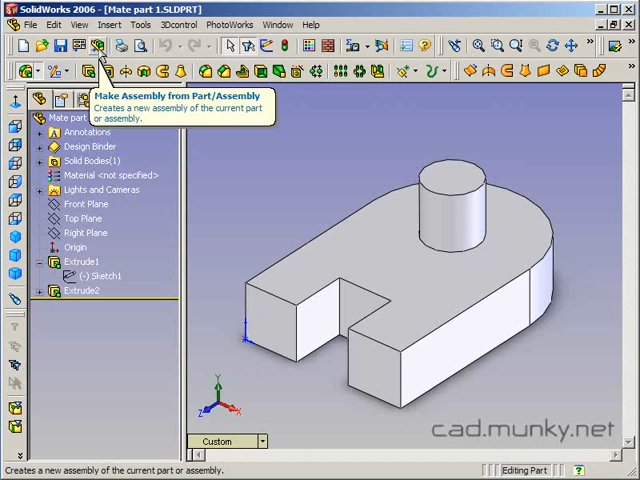 SolidWorks 2006 - [Mate part 1.SLDPRT]
File Edit View Insert Tools 3Dcontrol PhotoWorks Window Help
Make Assembly from Part/Assembly
Creates a new assembly of the current part
or assembly.
Mate part
Annotations
Design Binder
Solid Bodies(1)
Material <not specified>
Lights and Cameras
Front Plane
Top Plane
Right Plane
Origin
Extrude1
(-) Sketch1
Extrude2
Y
Z
X
cad.munky.net
Custom
Creates a new assembly of the current part or assembly.
Editing Part